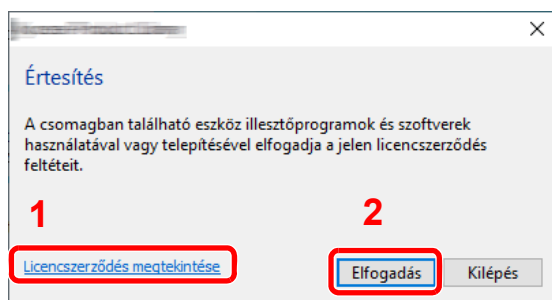 Értesítés
A csomagban található eszköz illesztőprogramok és szoftverek
használatával vagy telepítésével elfogadja a jelen licencszerződés
feltéteit.
1
2
Licencszerződés megtekintése
Elfogadás
Kilépés